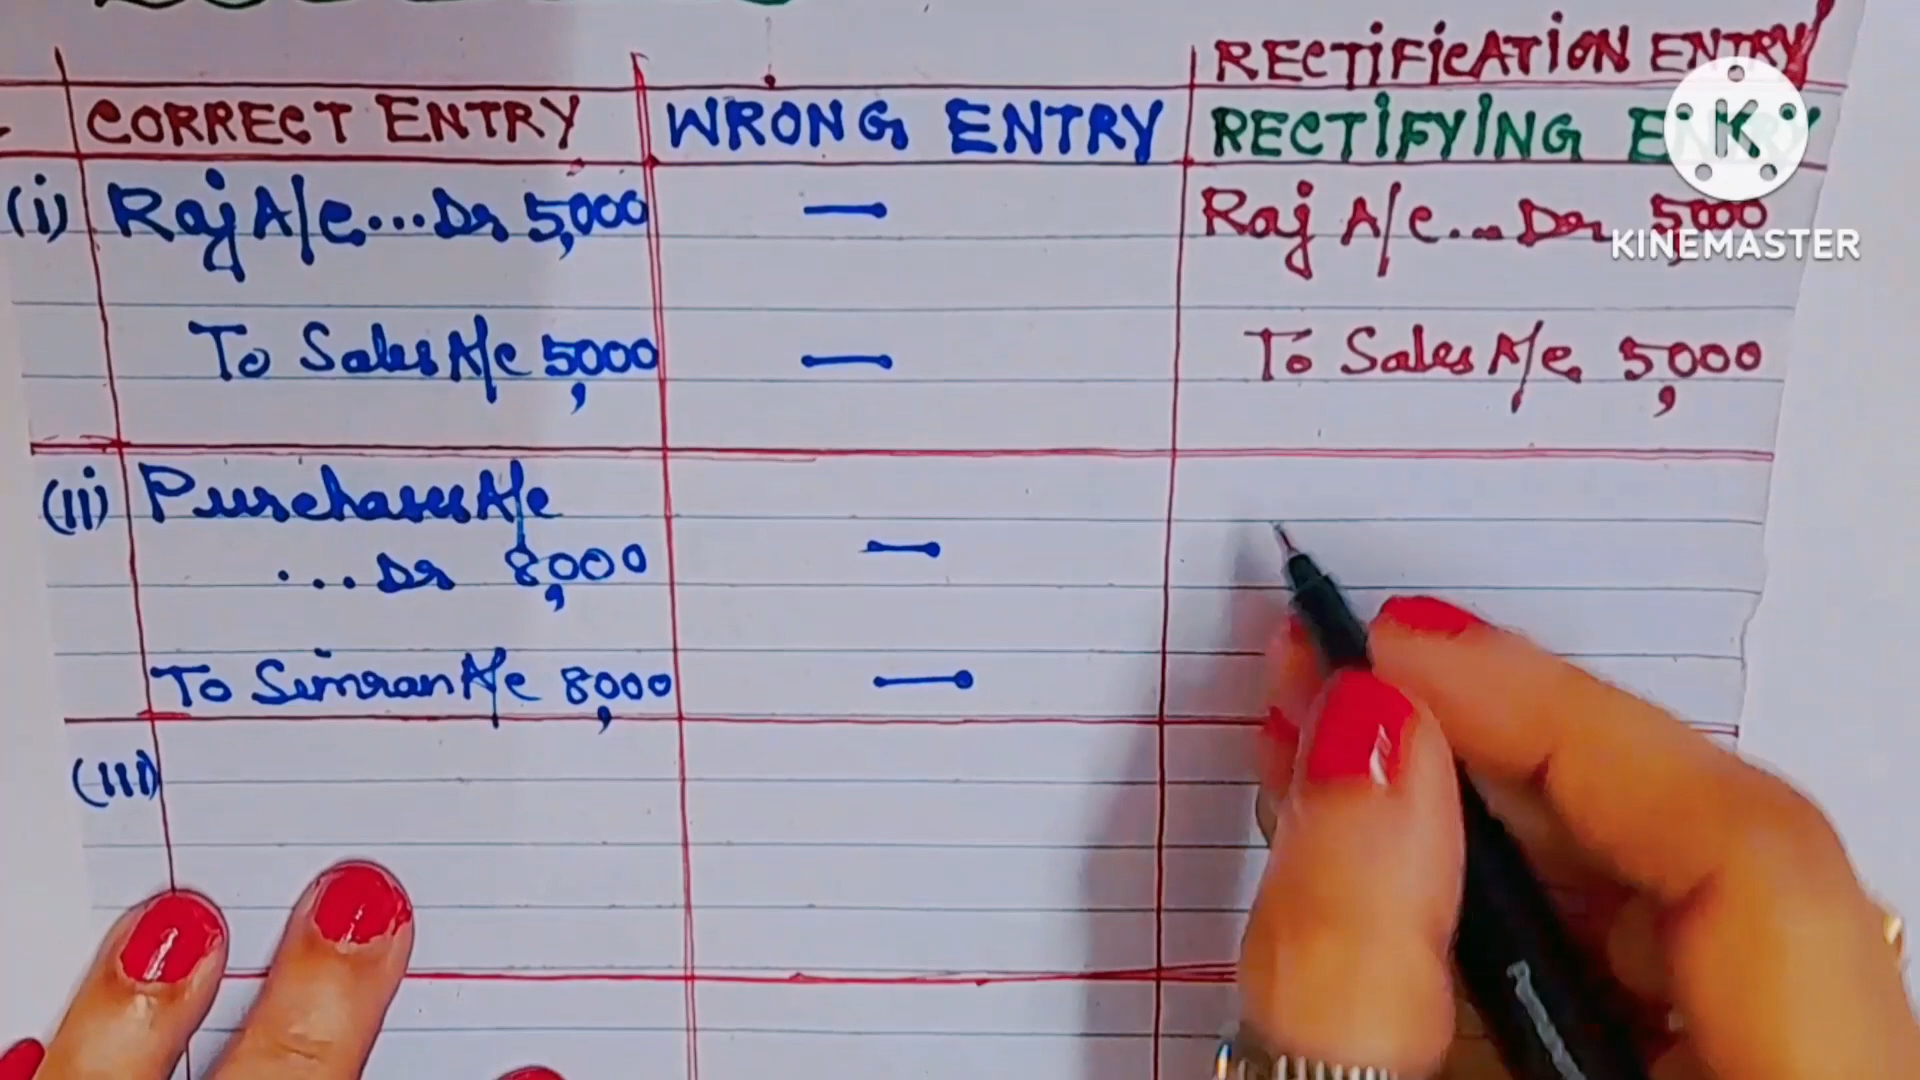 RECTIFICATION ENTRY
CORRECT ENTRY WRONG ENTRY RECTIFYING ENTRY
K
KINEMASTER
(i) Raj A/c...Dr 5,000 — Raj A/c...Dr 5,000
To Sales A/c 5,000 — To Sales A/c 5,000
(ii) Purchases A/c
...Dr 8,000 —
To Simran A/c 8,000 —
(iii)